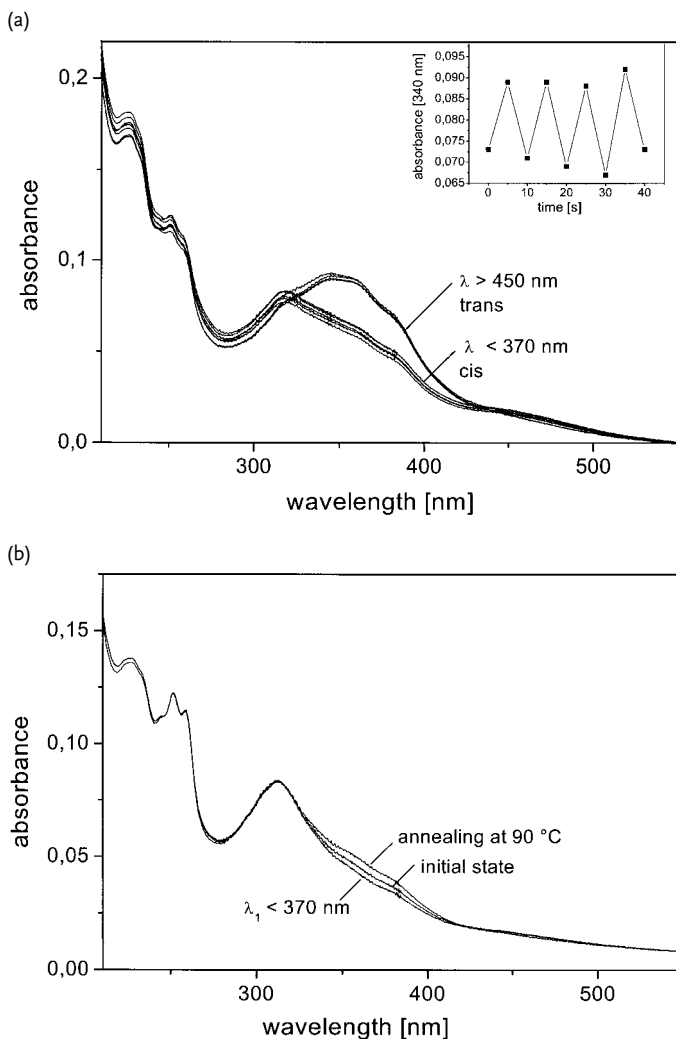 (a)
0,2
0,1
0,0
absorbance
300
400
500
wavelength [nm]
λ > 450 nm
trans
λ < 370 nm
cis
0,095
0,090
0,085
0,080
0,075
0,070
0,065
absorbance [340 nm]
0
10
20
30
40
time [s]
(b)
0,15
0,10
0,05
0,00
absorbance
300
400
500
wavelength [nm]
annealing at 90 °C
initial state
λ₁ < 370 nm